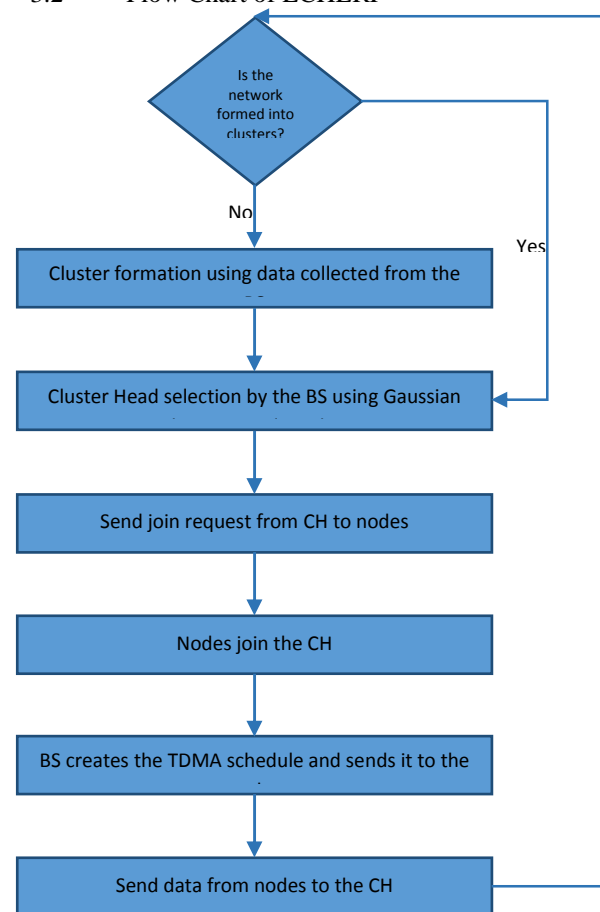 Flow Chart of ECHERP
Is the
network
formed into
clusters?
No
Yes
Cluster formation using data collected from the
Cluster Head selection by the BS using Gaussian
Send join request from CH to nodes
Nodes join the CH
BS creates the TDMA schedule and sends it to the
Send data from nodes to the CH